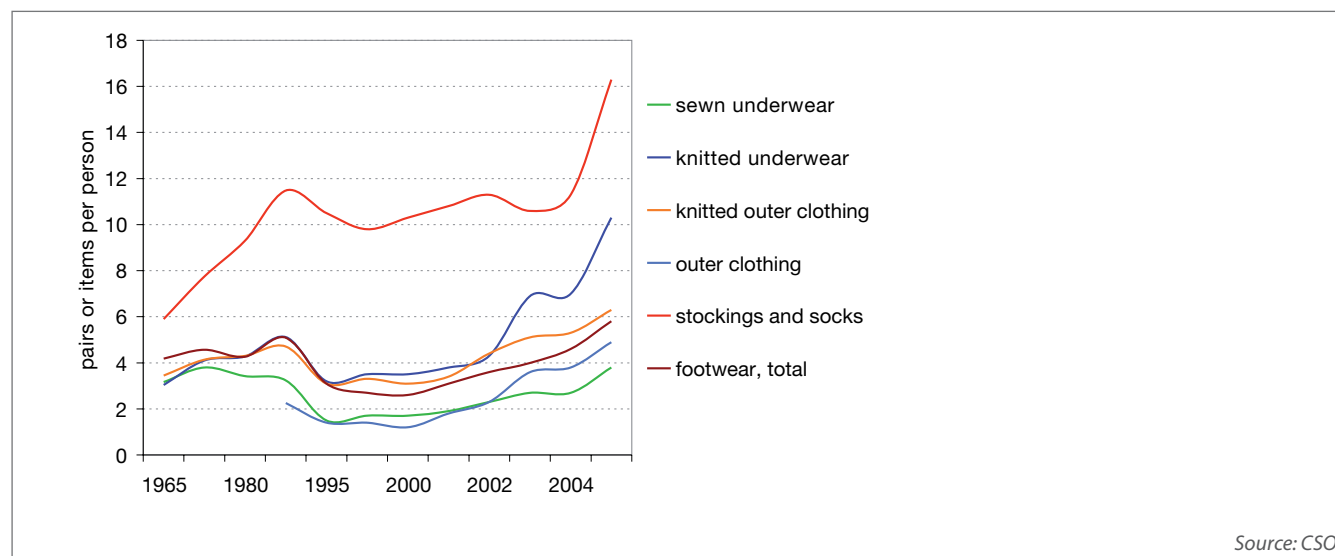 18
16
14
12
10
8
6
4
2
0
pairs or items per person
1965 1980 1995 2000 2002 2004
sewn underwear
knitted underwear
knitted outer clothing
outer clothing
stockings and socks
footwear, total
Source: CSO